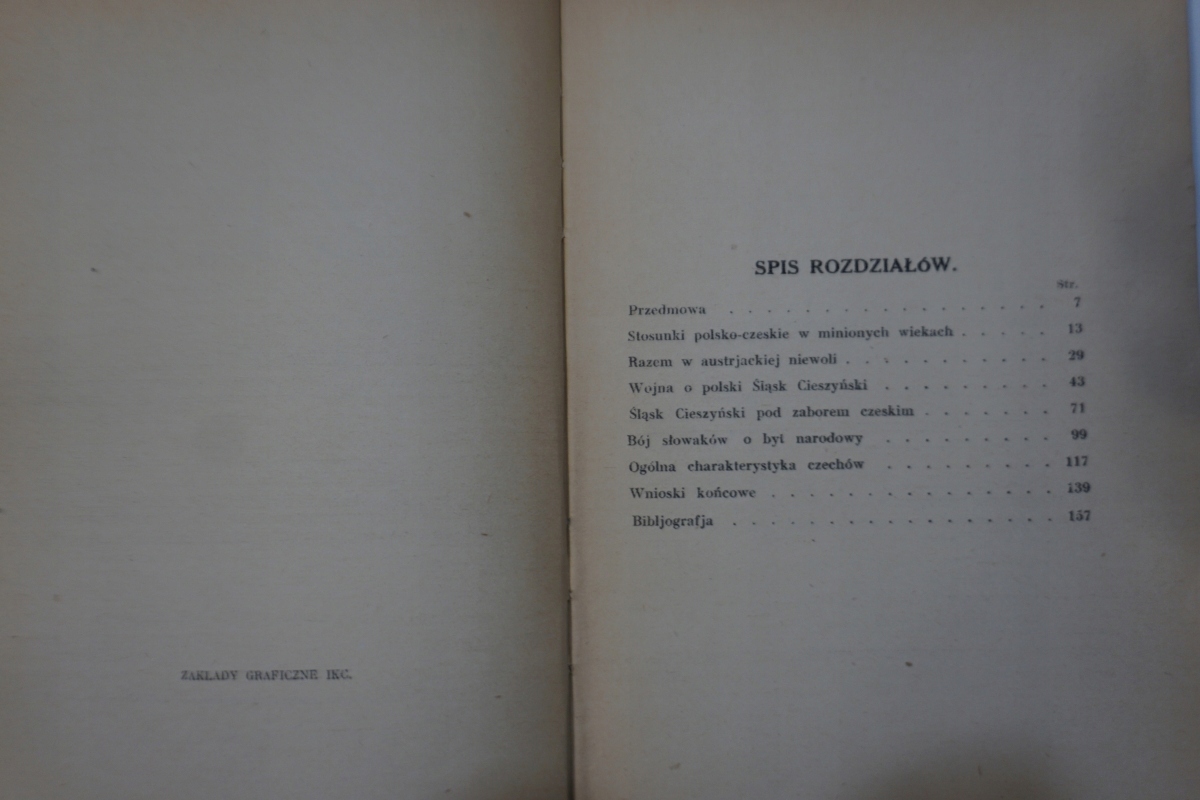 ZAKŁADY GRAFICZNE IKC.
SPIS ROZDZIAŁÓW.
Str.
Przedmowa . . . . . . . . . . . . . . . . . 7
Stosunki polsko-czeskie w minionych wiekach . . . . . 13
Razem w austrjackiej niewoli . . . . . . . . . . . 29
Wojna o polski Śląsk Cieszyński . . . . . . . . . 43
Śląsk Cieszyński pod zaborem czeskim . . . . . . . 71
Bój słowaków o byt narodowy . . . . . . . . . 99
Ogólna charakterystyka czechów . . . . . . . . . 117
Wnioski końcowe . . . . . . . . . . . . . . . 139
Bibljografja . . . . . . . . . . . . . . . . . 157